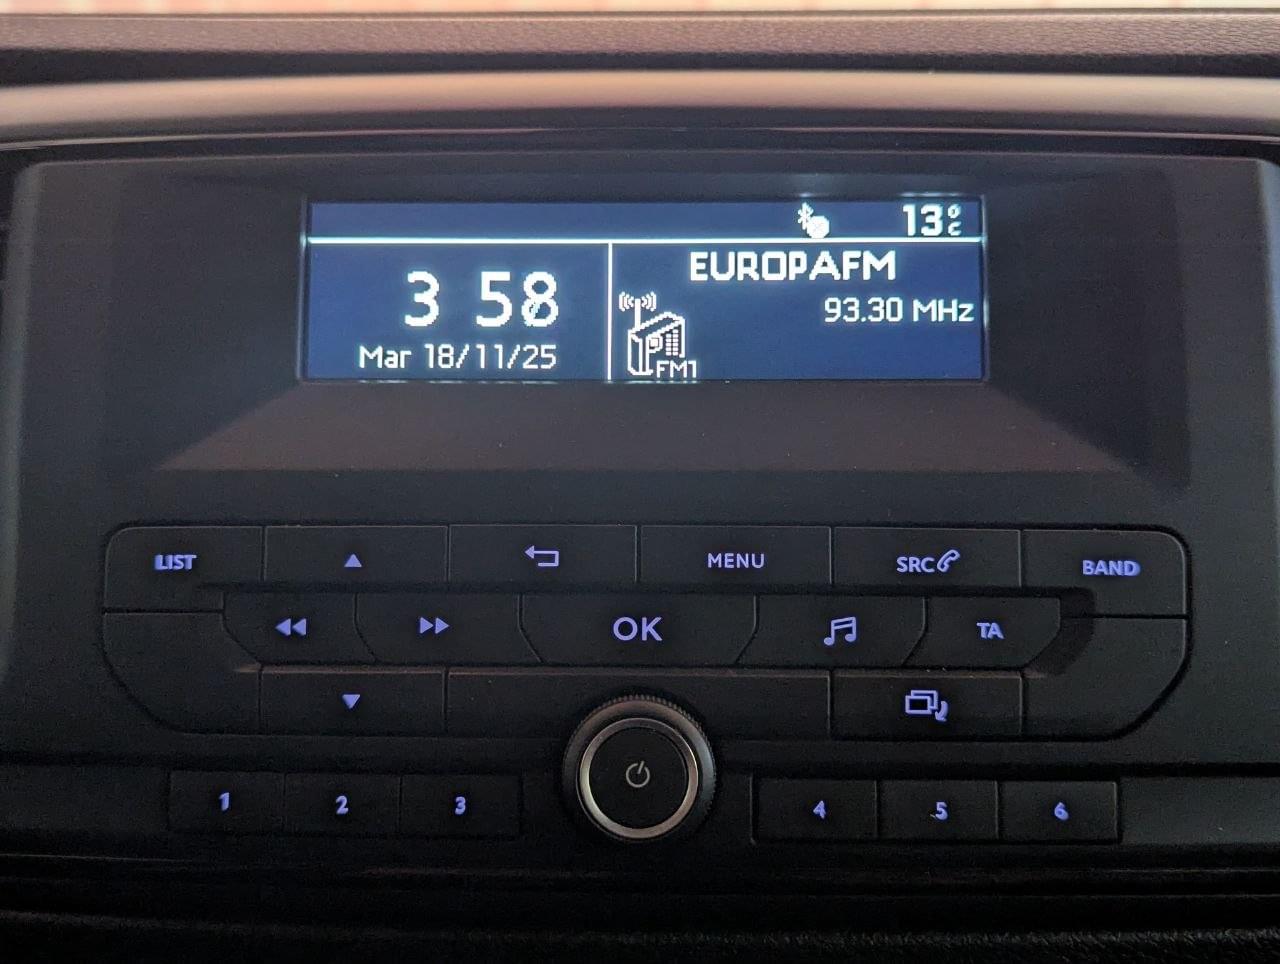 13°C
EUROPAFM
93.30 MHz
3 58
Mar 18/11/25
FM1
LIST
MENU
SRC
BAND
OK
TA
1
2
3
4
5
6